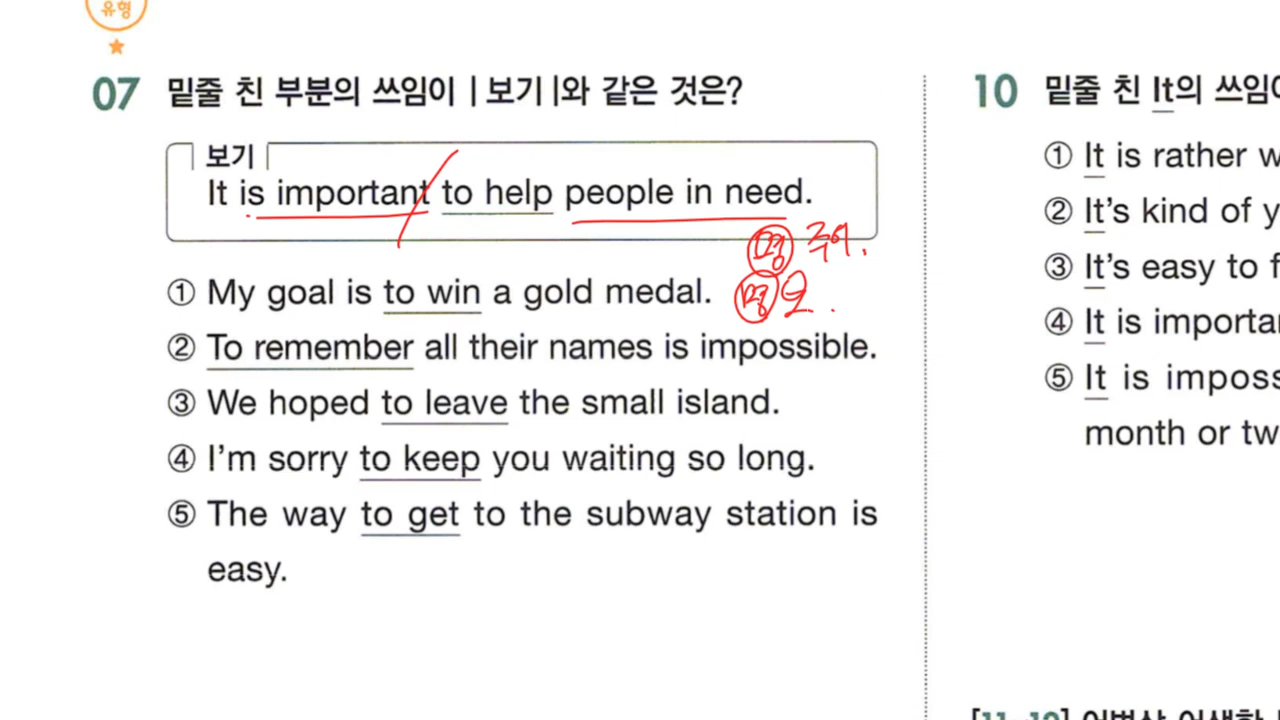 유형
07 밑줄 친 부분의 쓰임이 |보기|와 같은 것은?
보기
It is important to help people in need.
명 주어.
명 보.
① My goal is to win a gold medal.
② To remember all their names is impossible.
③ We hoped to leave the small island.
④ I'm sorry to keep you waiting so long.
⑤ The way to get to the subway station is
easy.
10 밑줄 친 It의 쓰임이
① It is rather w
② It's kind of y
③ It's easy to f
④ It is importa
⑤ It is imposs
month or tw